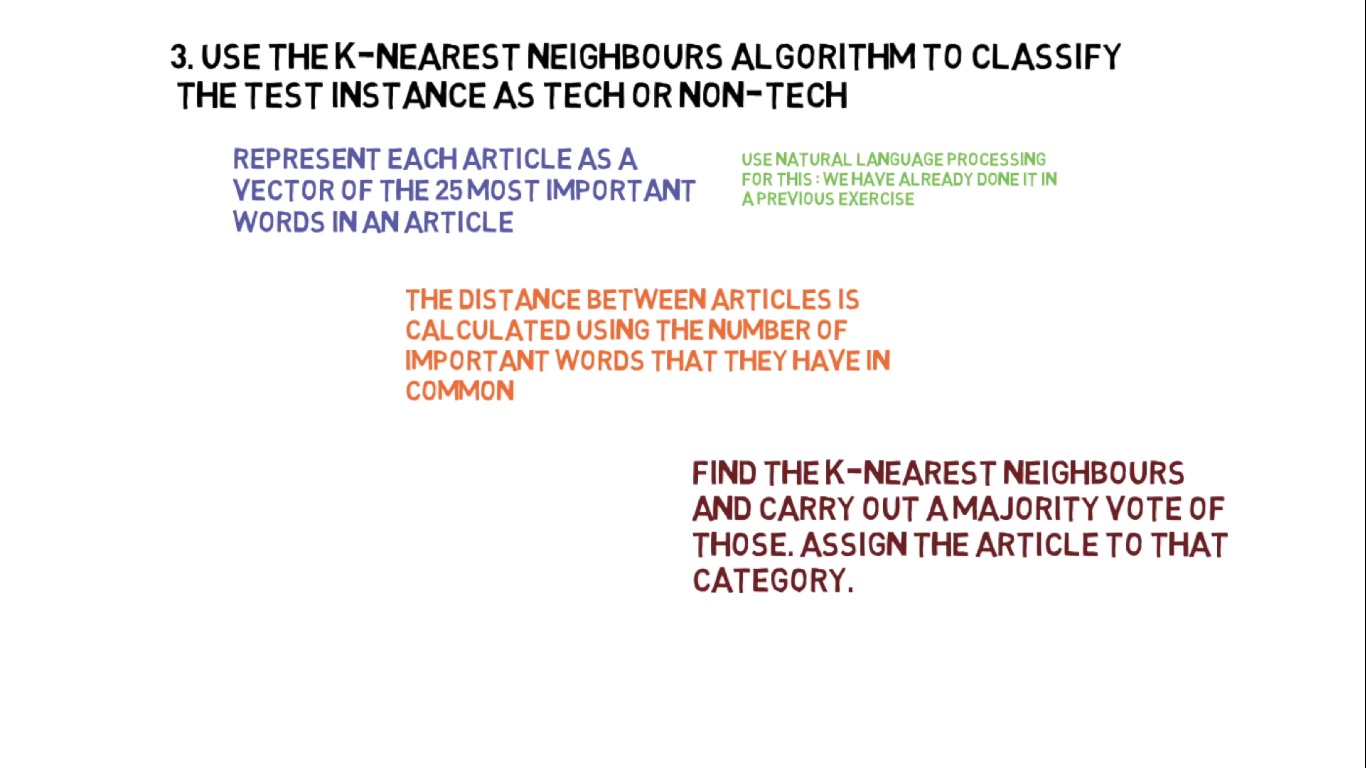 3. USE THE K-NEAREST NEIGHBOURS ALGORITHM TO CLASSIFY
THE TEST INSTANCE AS TECH OR NON-TECH
REPRESENT EACH ARTICLE AS A
VECTOR OF THE 25 MOST IMPORTANT
WORDS IN AN ARTICLE
USE NATURAL LANGUAGE PROCESSING
FOR THIS : WE HAVE ALREADY DONE IT IN
A PREVIOUS EXERCISE
THE DISTANCE BETWEEN ARTICLES IS
CALCULATED USING THE NUMBER OF
IMPORTANT WORDS THAT THEY HAVE IN
COMMON
FIND THE K-NEAREST NEIGHBOURS
AND CARRY OUT A MAJORITY VOTE OF
THOSE. ASSIGN THE ARTICLE TO THAT
CATEGORY.